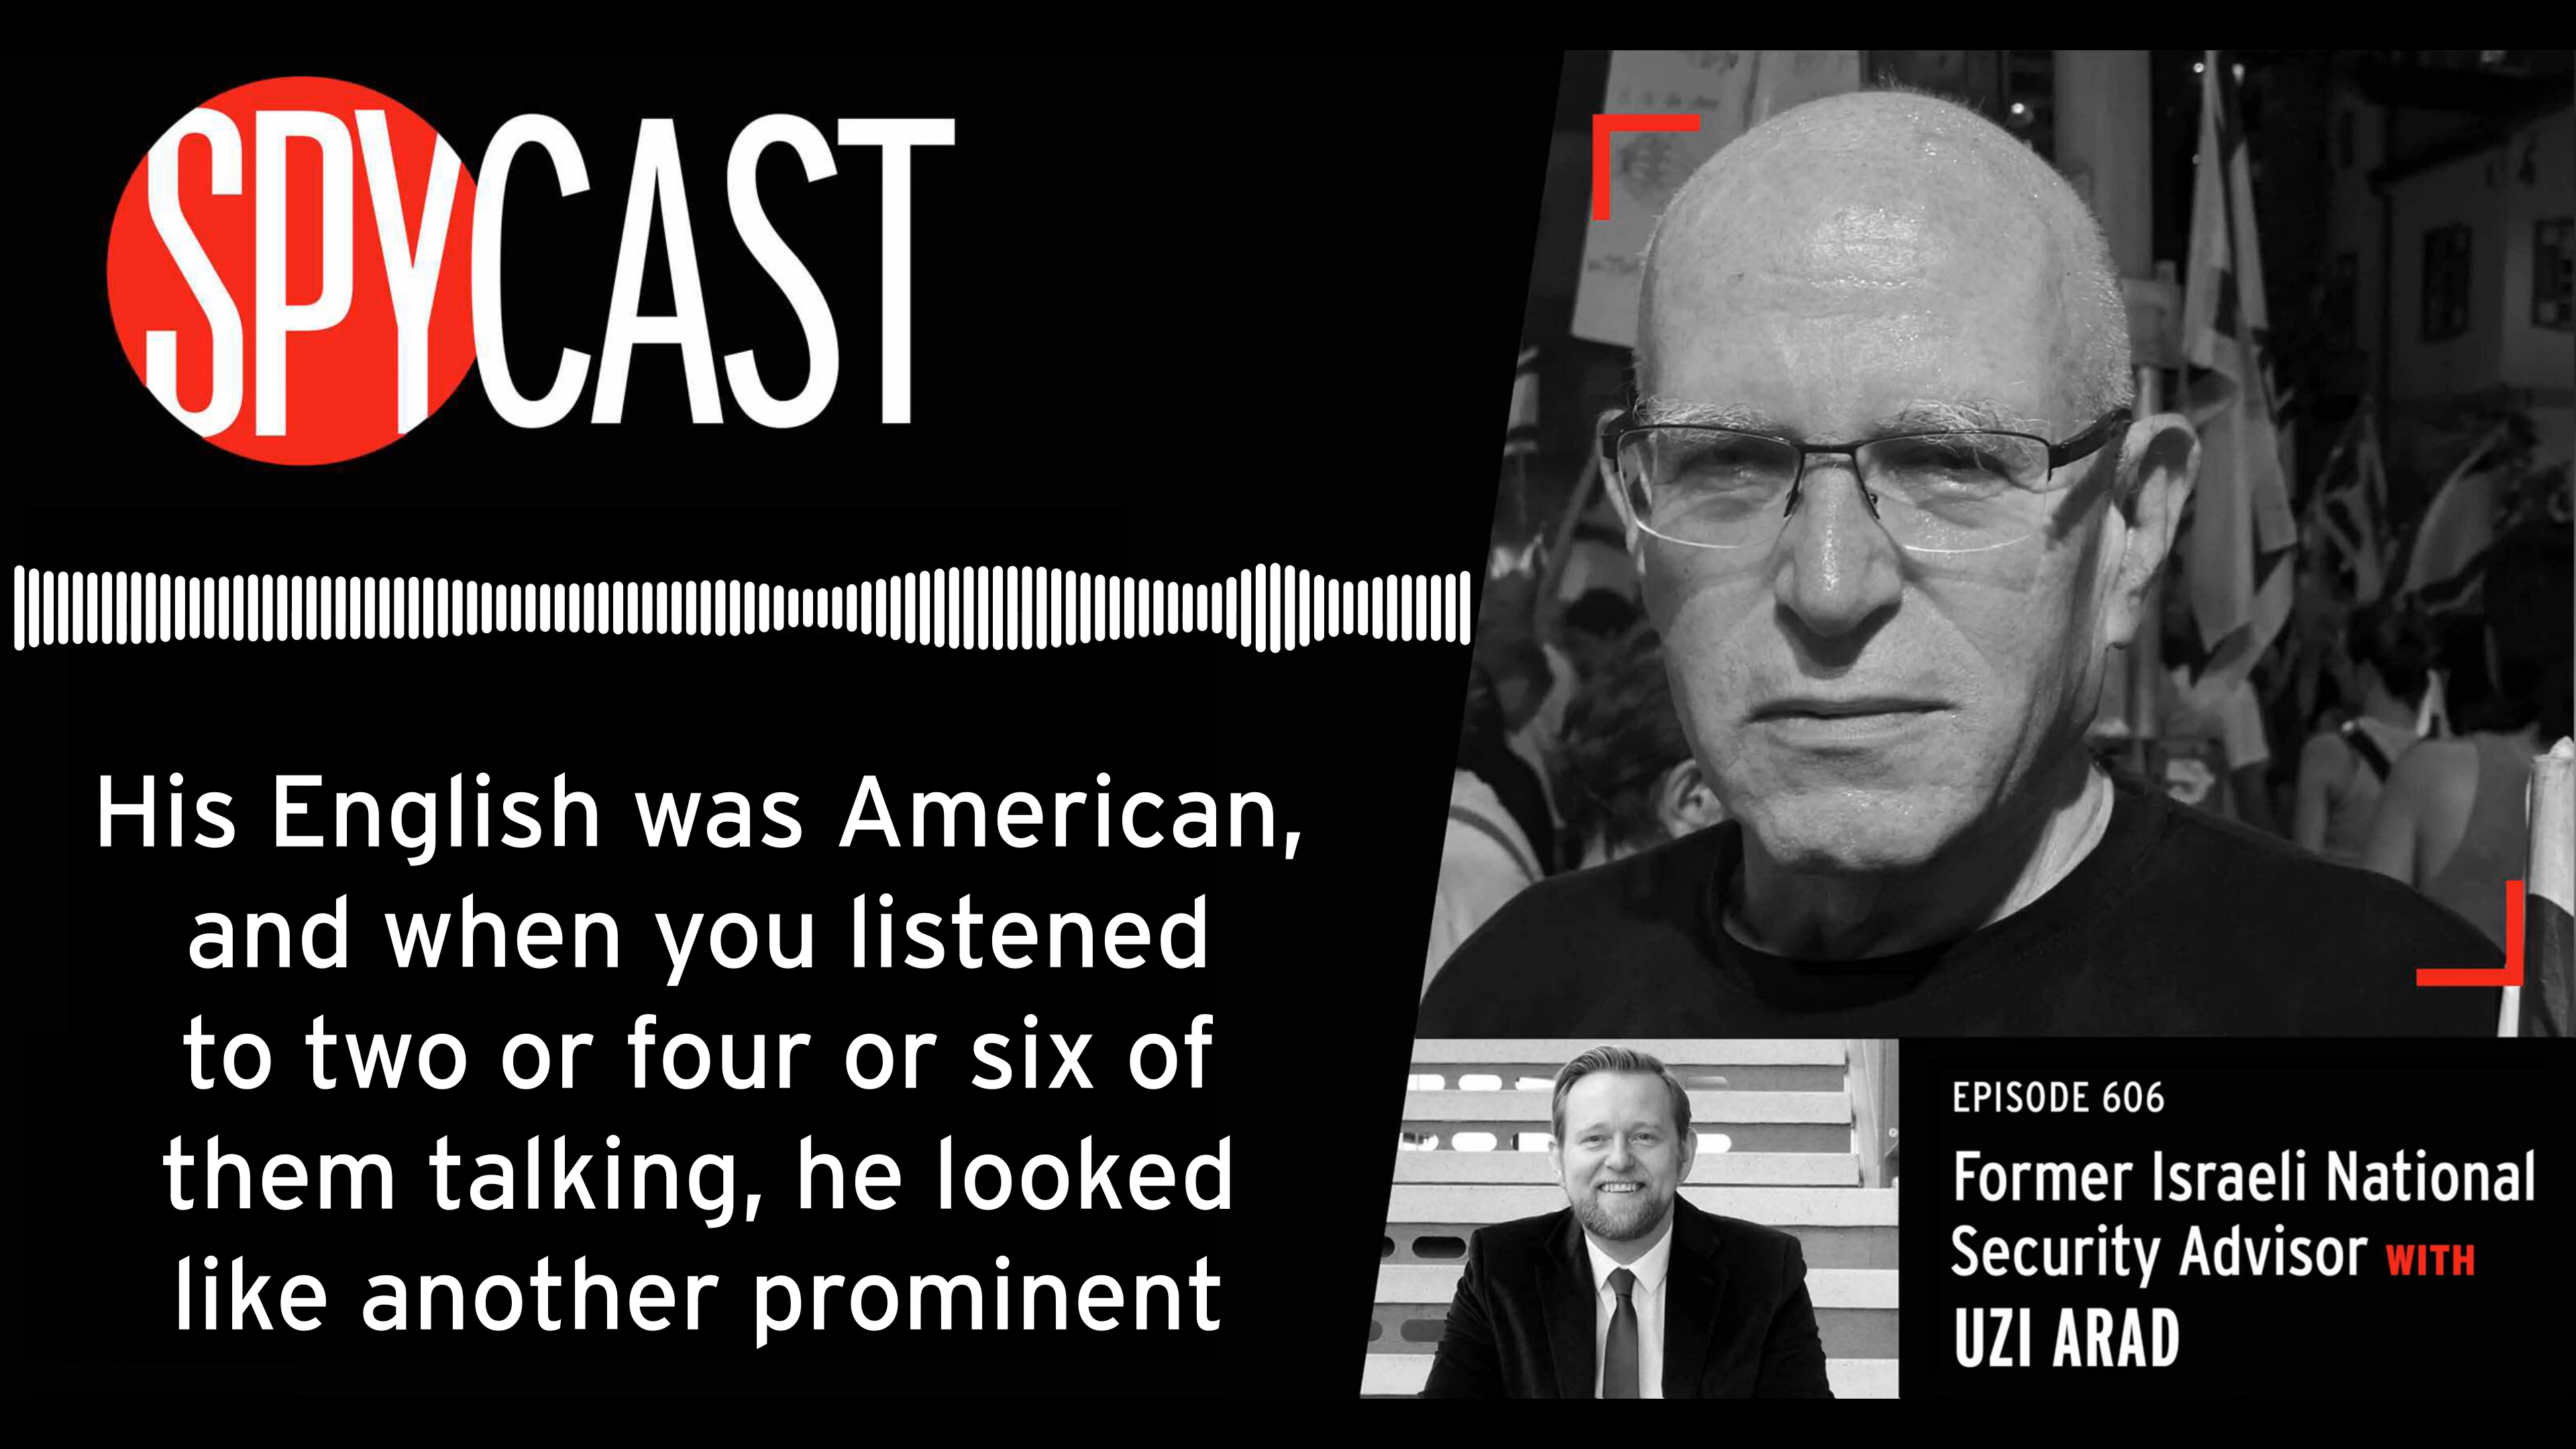 SPYCAST
His English was American,
and when you listened
to two or four or six of
them talking, he looked
like another prominent
EPISODE 606
Former Israeli National
Security Advisor WITH
UZI ARAD